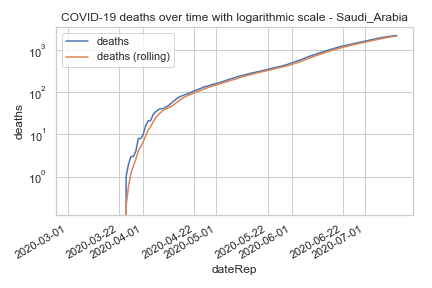 COVID-19 deaths over time with logarithmic scale - Saudi_Arabia
deaths
deaths (rolling)
10³
10²
10¹
10⁰
deaths
2020-03-01
2020-03-22
2020-04-01
2020-04-22
2020-05-01
2020-05-22
2020-06-01
2020-06-22
2020-07-01
dateRep